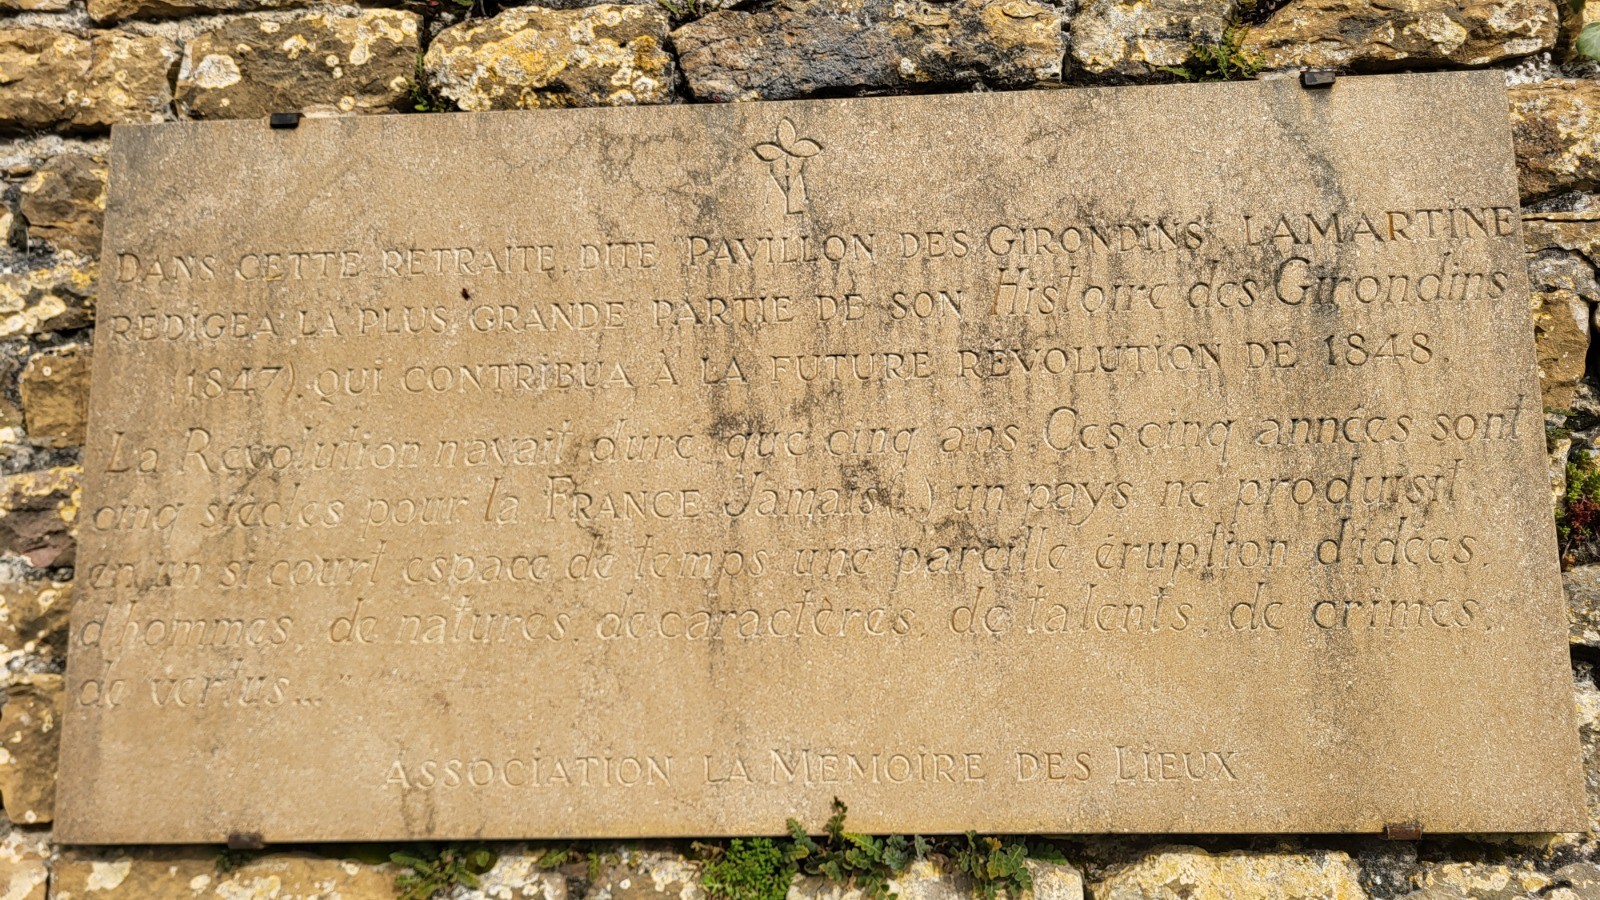 DANS CETTE RETRAITE, DITE "PAVILLON DES GIRONDINS", LAMARTINE
RÉDIGEA LA PLUS GRANDE PARTIE DE SON Histoire des Girondins
(1847), QUI CONTRIBUA À LA FUTURE RÉVOLUTION DE 1848.
"La Révolution n'avait duré que cinq ans. Ces cinq années sont
cinq siècles pour la FRANCE. Jamais (...) un pays ne produisit
en un si court espace de temps une pareille éruption d'idées,
d'hommes, de natures, de caractères, de talents, de crimes,
de vertus..."
ASSOCIATION LA MÉMOIRE DES LIEUX